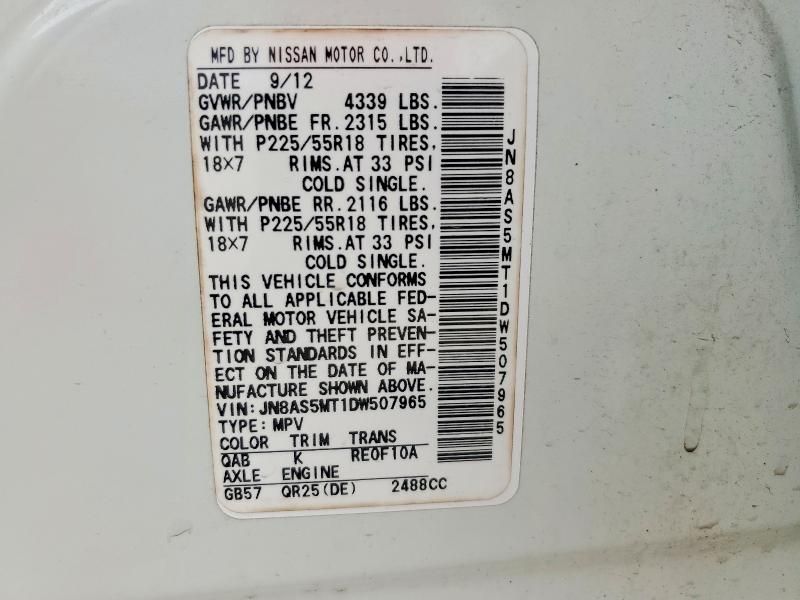 MFD BY NISSAN MOTOR CO.,LTD.
DATE 9/12
GVWR/PNBV 4339 LBS.
GAWR/PNBE FR.2315 LBS.
WITH P225/55R18 TIRES,
18×7 RIMS.AT 33 PSI
COLD SINGLE.
GAWR/PNBE RR.2116 LBS.
WITH P225/55R18 TIRES,
18×7 RIMS.AT 33 PSI
COLD SINGLE.
THIS VEHICLE CONFORMS
TO ALL APPLICABLE FED-
ERAL MOTOR VEHICLE SA-
FETY AND THEFT PREVEN-
TION STANDARDS IN EFF-
ECT ON THE DATE OF MA-
NUFACTURE SHOWN ABOVE.
VIN:JN8AS5MT1DW507965
TYPE:MPV
COLOR TRIM TRANS
QAB K RE0F10A
AXLE ENGINE
GB57 QR25(DE) 2488CC
JN8AS5MT1DW507965